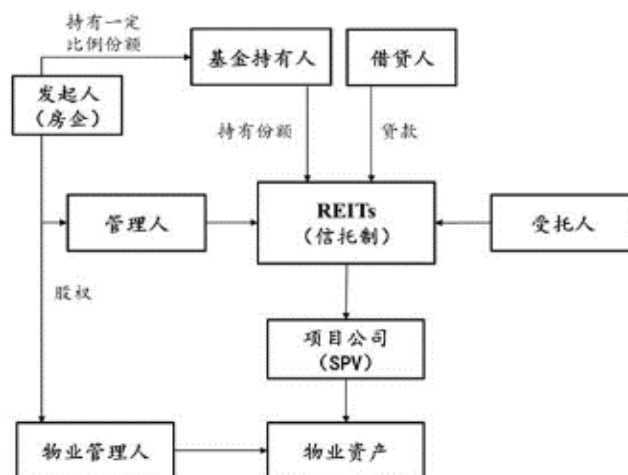 持有一定
比例份额
基金持有人
借贷人
发起人
（房企）
持有份额
贷款
管理人
REITs
（信托制）
受托人
股权
项目公司
（SPV）
物业管理人
物业资产